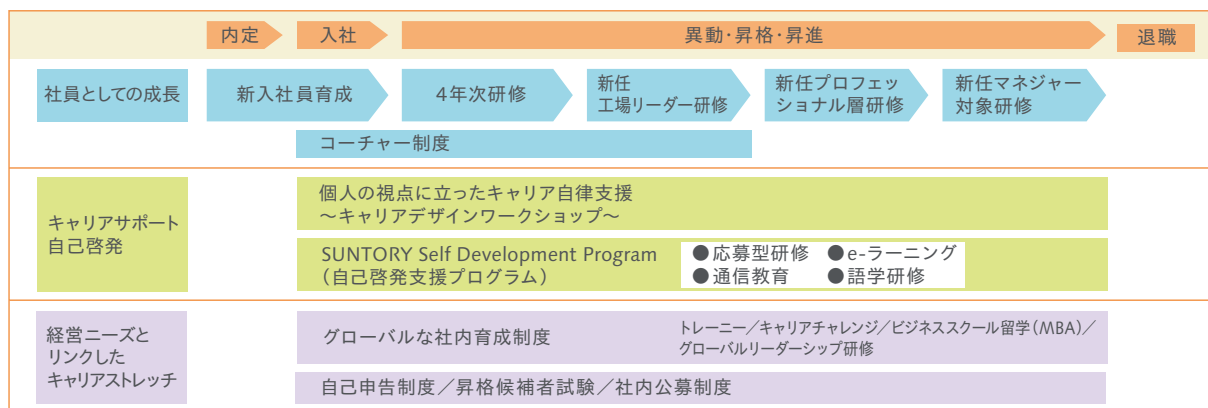 内定
入社
異動・昇格・昇進
退職
社員としての成長
新入社員育成
4年次研修
新任
工場リーダー研修
新任プロフェッ
ショナル層研修
新任マネジャー
対象研修
コーチャー制度
キャリアサポート
自己啓発
個人の視点に立ったキャリア自律支援
～キャリアデザインワークショップ～
SUNTORY Self Development Program
（自己啓発支援プログラム）
●応募型研修 ●e-ラーニング
●通信教育 ●語学研修
経営ニーズと
リンクした
キャリアストレッチ
グローバルな社内育成制度
トレーニー／キャリアチャレンジ／ビジネススクール留学（MBA）／
グローバルリーダーシップ研修
自己申告制度／昇格候補者試験／社内公募制度